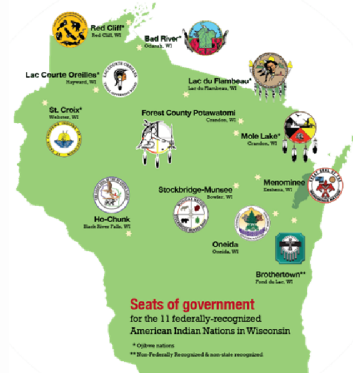 Red Cliff*
Red Cliff, WI
Bad River*
Odanah, WI
Lac Courte Oreilles*
Hayward, WI
Lac du Flambeau*
Lac du Flambeau, WI
St. Croix*
Webster, WI
Forest County Potawatomi
Crandon, WI
Mole Lake*
Crandon, WI
Stockbridge-Munsee
Bowler, WI
Menominee
Keshena, WI
Ho-Chunk
Black River Falls, WI
Oneida
Oneida, WI
Brothertown**
Fond du Lac, WI
Seats of government
for the 11 federally-recognized
American Indian Nations in Wisconsin
* Ojibwe nations
** Non-Federally Recognized & non-state recognized